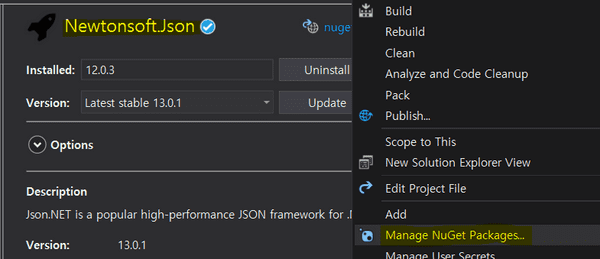 Newtonsoft.Json
nuge
Installed: 12.0.3 Uninstall
Version: Latest stable 13.0.1 Update
Options
Description
Json.NET is a popular high-performance JSON framework for .
Version: 13.0.1
Build
Rebuild
Clean
Analyze and Code Cleanup
Pack
Publish...
Scope to This
New Solution Explorer View
Edit Project File
Add
Manage NuGet Packages...
Manage User Secrets